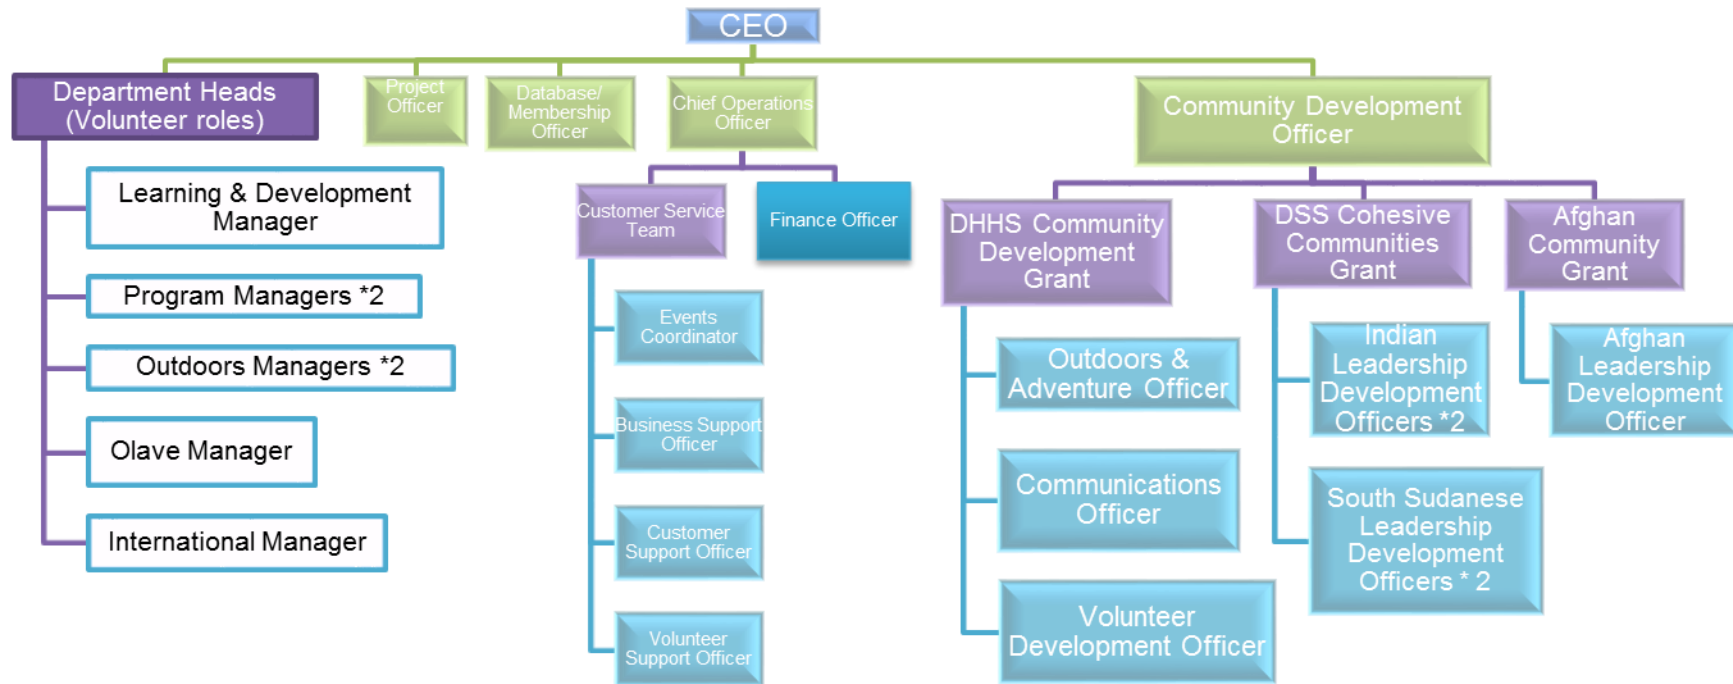 CEO
Department Heads
(Volunteer roles)
Project
Officer
Database/
Membership
Officer
Chief Operations
Officer
Community Development
Officer
Learning & Development
Manager
Program Managers *2
Outdoors Managers *2
Olave Manager
International Manager
Customer Service
Team
Finance Officer
Events
Coordinator
Business Support
Officer
Customer
Support Officer
Volunteer
Support Officer
DHHS Community
Development
Grant
Outdoors &
Adventure Officer
Communications
Officer
Volunteer
Development Officer
DSS Cohesive
Communities
Grant
Indian
Leadership
Development
Officers *2
South Sudanese
Leadership
Development
Officers * 2
Afghan
Community
Grant
Afghan
Leadership
Development
Officer